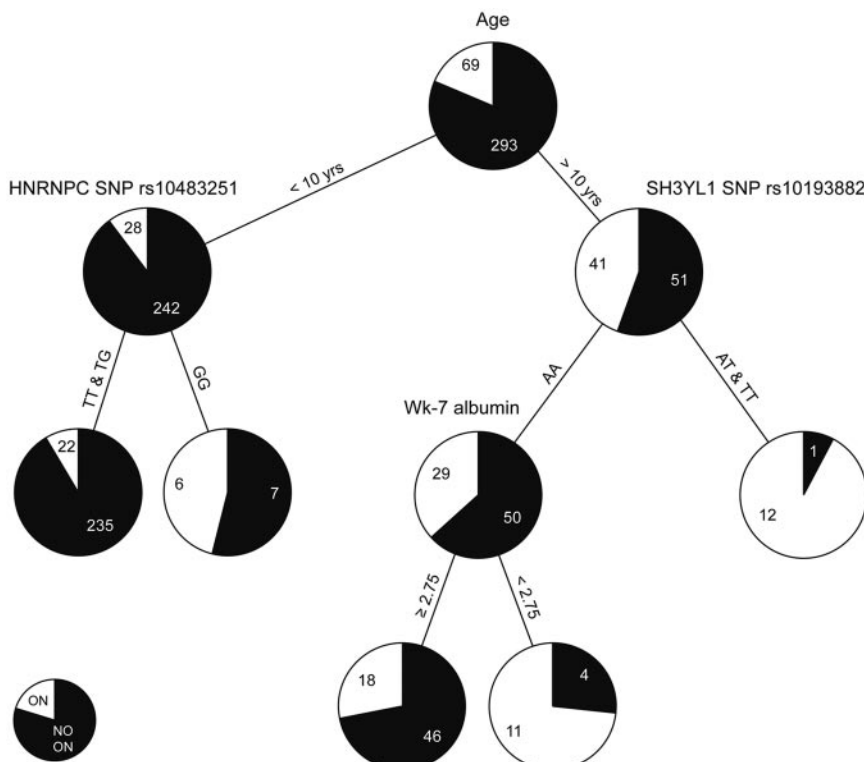 Age
69
293
< 10 yrs
> 10 yrs
HNRNPC SNP rs10483251
SH3YL1 SNP rs10193882
28
242
41
51
TT & TG
GG
AA
AT & TT
Wk-7 albumin
22
235
6
7
29
50
1
12
≥ 2.75
< 2.75
18
46
4
11
ON
NO
ON